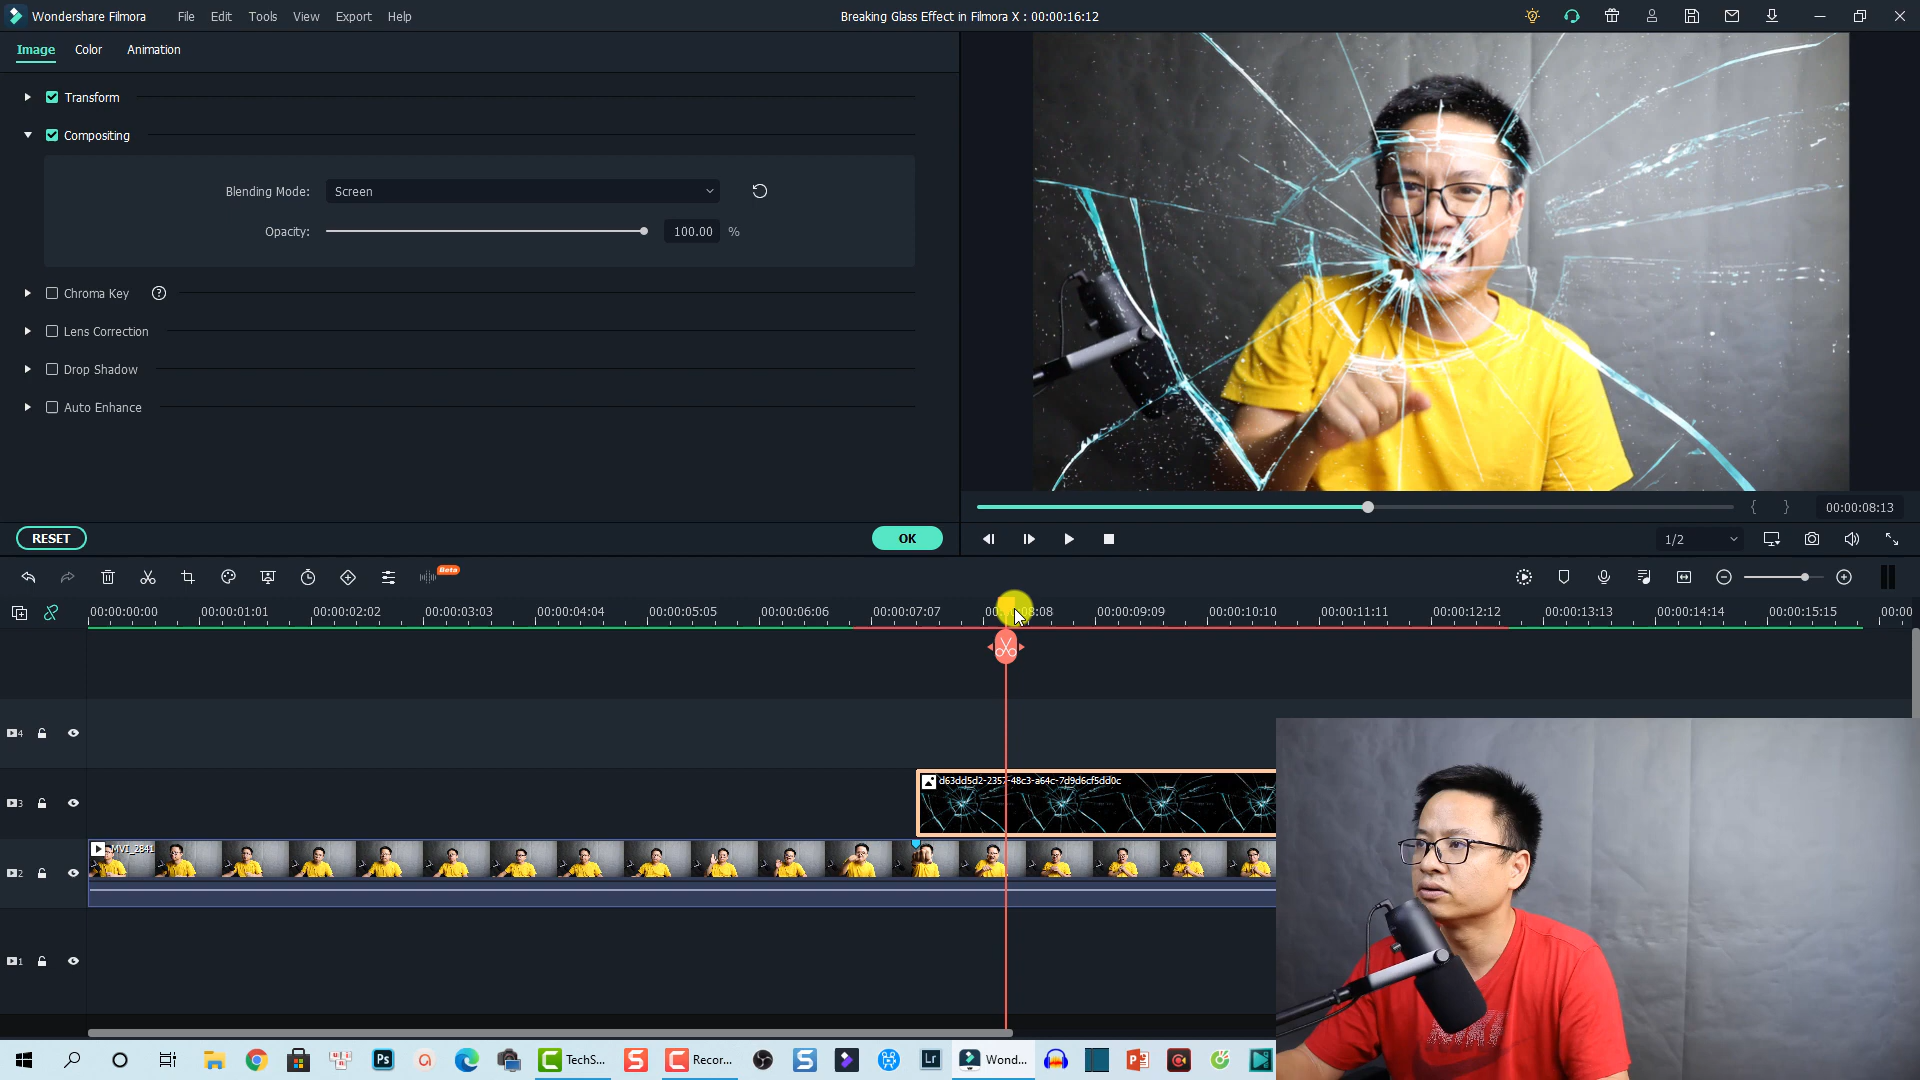 Wondershare Filmora File Edit Tools View Export Help Breaking Glass Effect in Filmora X : 00:00:16:12
Image Color Animation
Transform
Compositing
Blending Mode: Screen
Opacity: 100.00 %
Chroma Key ?
Lens Correction
Drop Shadow
Auto Enhance
{ } 00:00:08:13
RESET OK
1/2
Beta
00:00:00:00 00:00:01:01 00:00:02:02 00:00:03:03 00:00:04:04 00:00:05:05 00:00:06:06 00:00:07:07 00:00:08:08 00:00:09:09 00:00:10:10 00:00:11:11 00:00:12:12 00:00:13:13 00:00:14:14 00:00:15:15 00:00
4
3 d63dd5d2-2357-48c3-a64c-7d9d6cf5dd0c
MVI_2841
2
1
Ps TechS... S Recor... S Lr Wond...